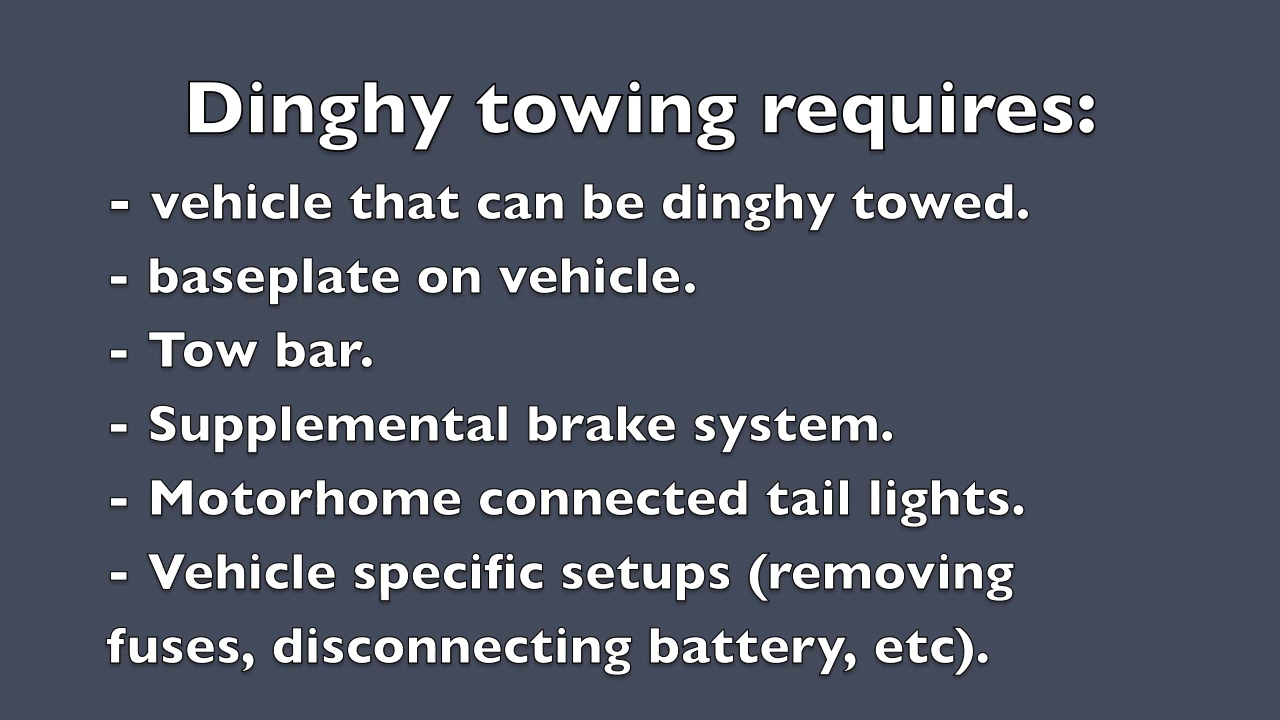 Dinghy towing requires:
- vehicle that can be dinghy towed.
- baseplate on vehicle.
- Tow bar.
- Supplemental brake system.
- Motorhome connected tail lights.
- Vehicle specific setups (removing
fuses, disconnecting battery, etc).